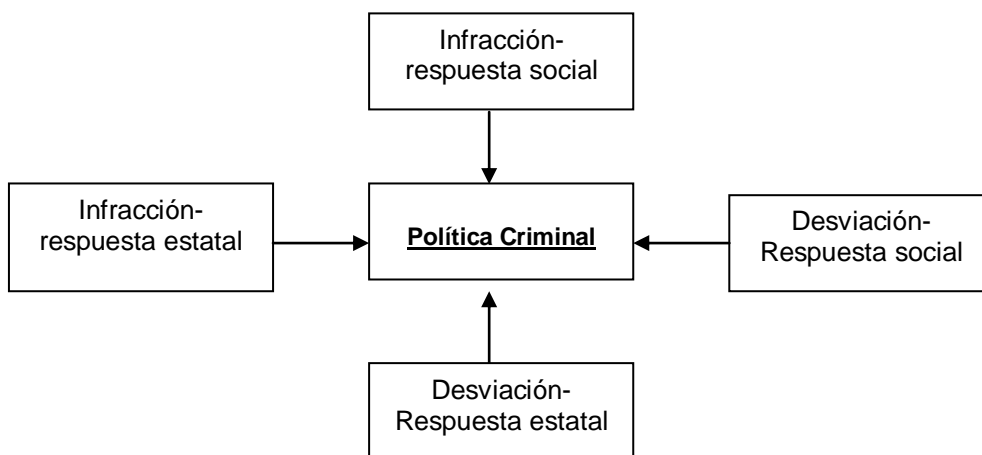 Infracción-
respuesta social
Infracción-
respuesta estatal
Política Criminal
Desviación-
Respuesta social
Desviación-
Respuesta estatal